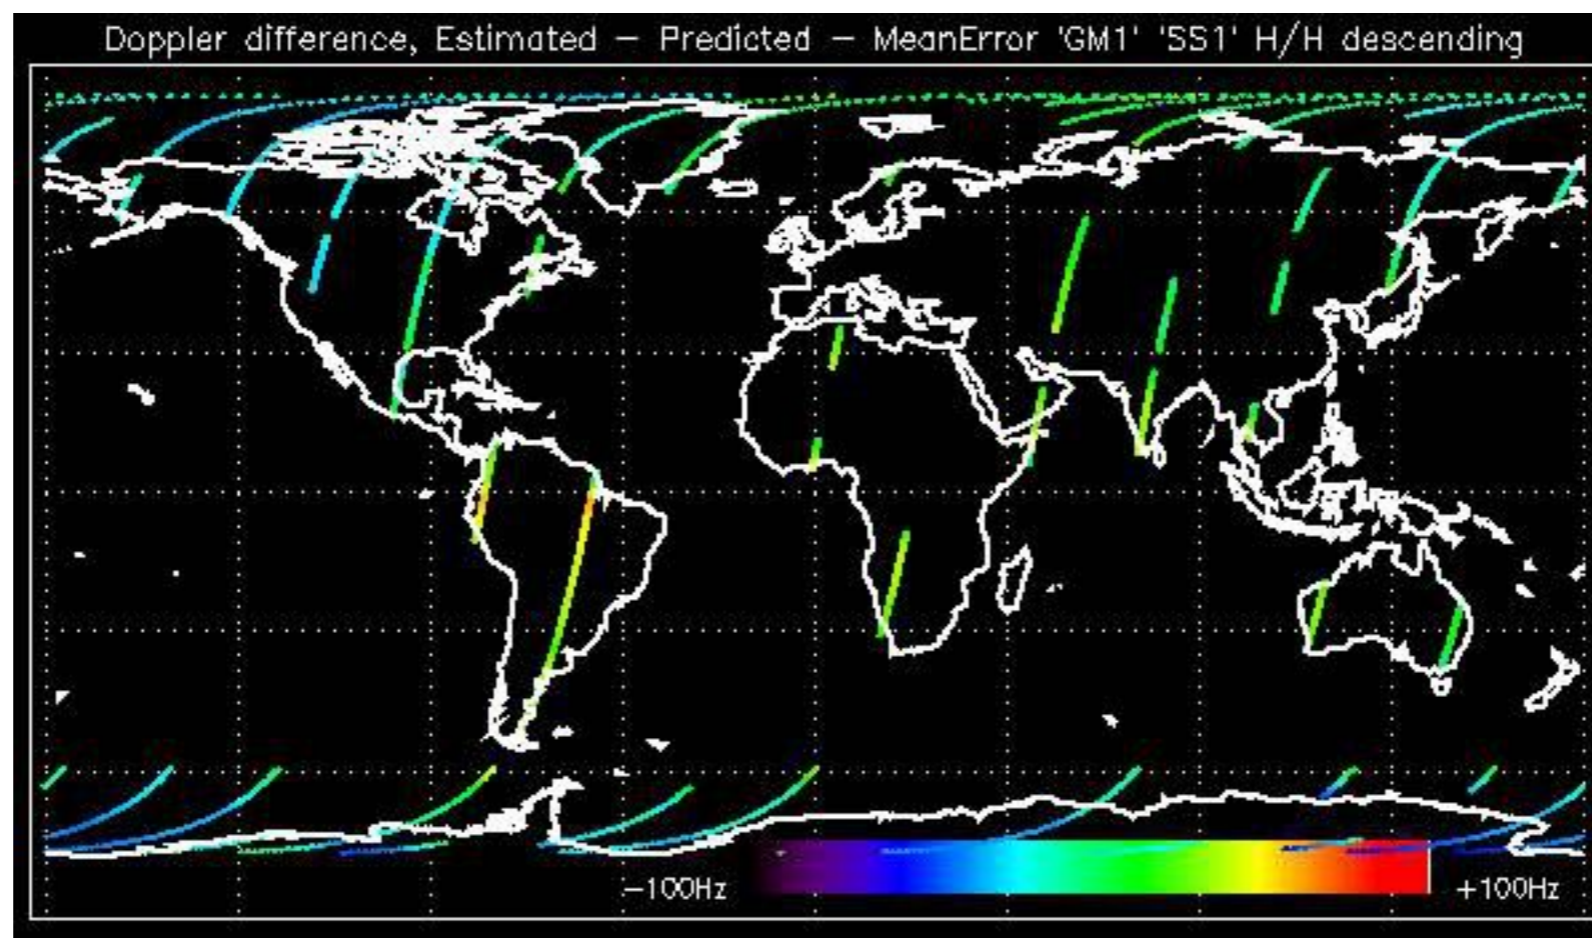 Doppler difference, Estimated - Predicted - MeanError 'GM1' 'SS1' H/H descending
-100Hz +100Hz